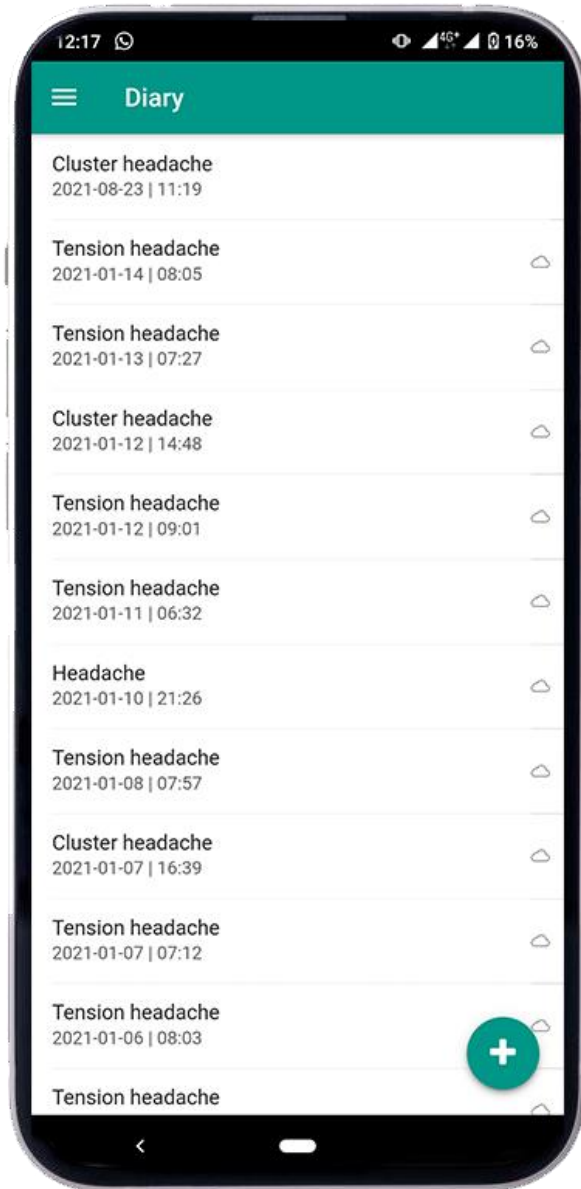 12:17
4G+
16%
Diary
Cluster headache
2021-08-23 | 11:19
Tension headache
2021-01-14 | 08:05
Tension headache
2021-01-13 | 07:27
Cluster headache
2021-01-12 | 14:48
Tension headache
2021-01-12 | 09:01
Tension headache
2021-01-11 | 06:32
Headache
2021-01-10 | 21:26
Tension headache
2021-01-08 | 07:57
Cluster headache
2021-01-07 | 16:39
Tension headache
2021-01-07 | 07:12
Tension headache
2021-01-06 | 08:03
Tension headache